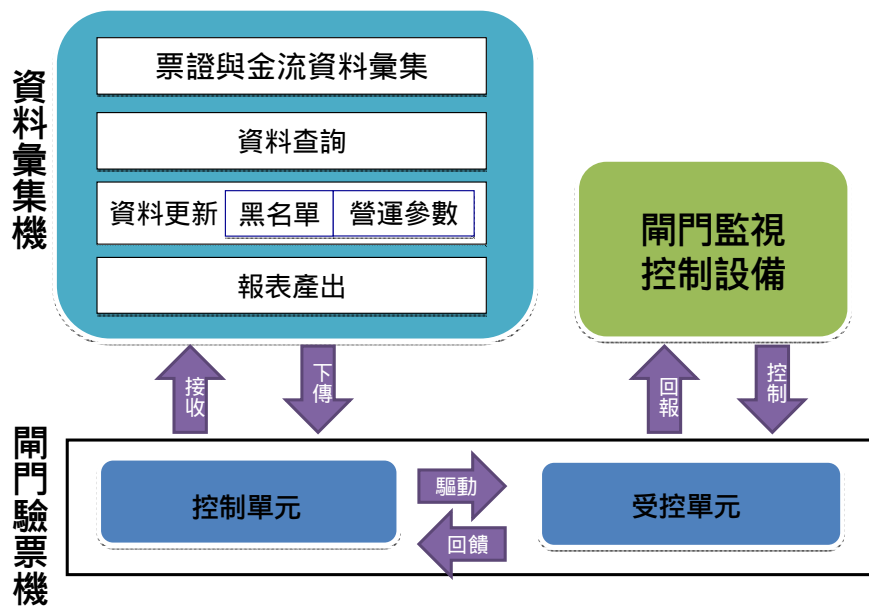 資料彙集機
票證與金流資料彙集
資料查詢
資料更新 黑名單 營運參數
報表產出
閘門監視
控制設備
接收
下傳
回報
控制
閘門驗票機
控制單元
驅動
回饋
受控單元